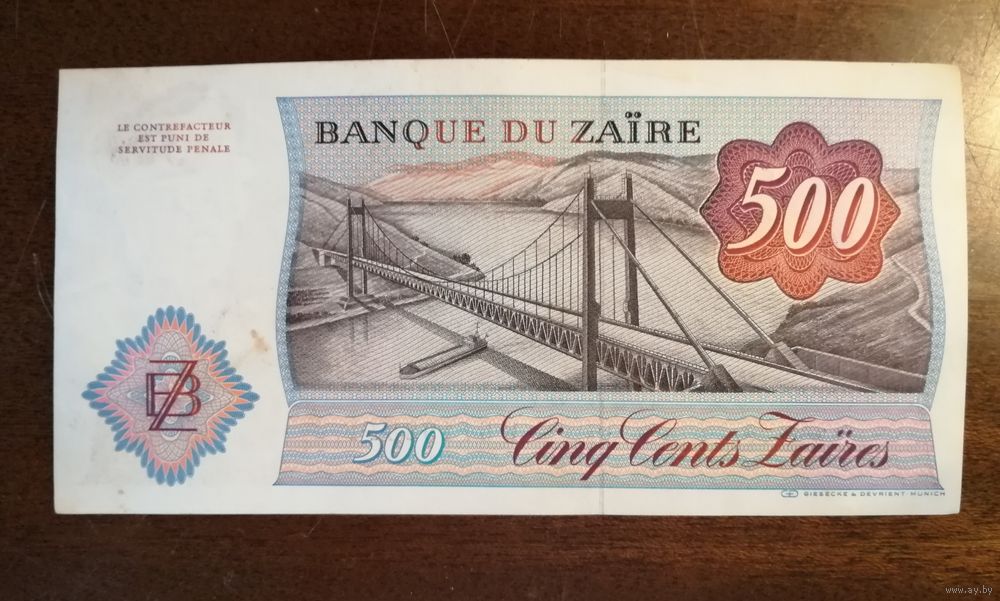 LE CONTREFACTEUR
EST PUNI DE
SERVITUDE PENALE
BANQUE DU ZAÏRE
500
BZ
500 Cinq Cents Zaïres
GIESECKE & DEVRIENT · MUNICH
www.ay.by